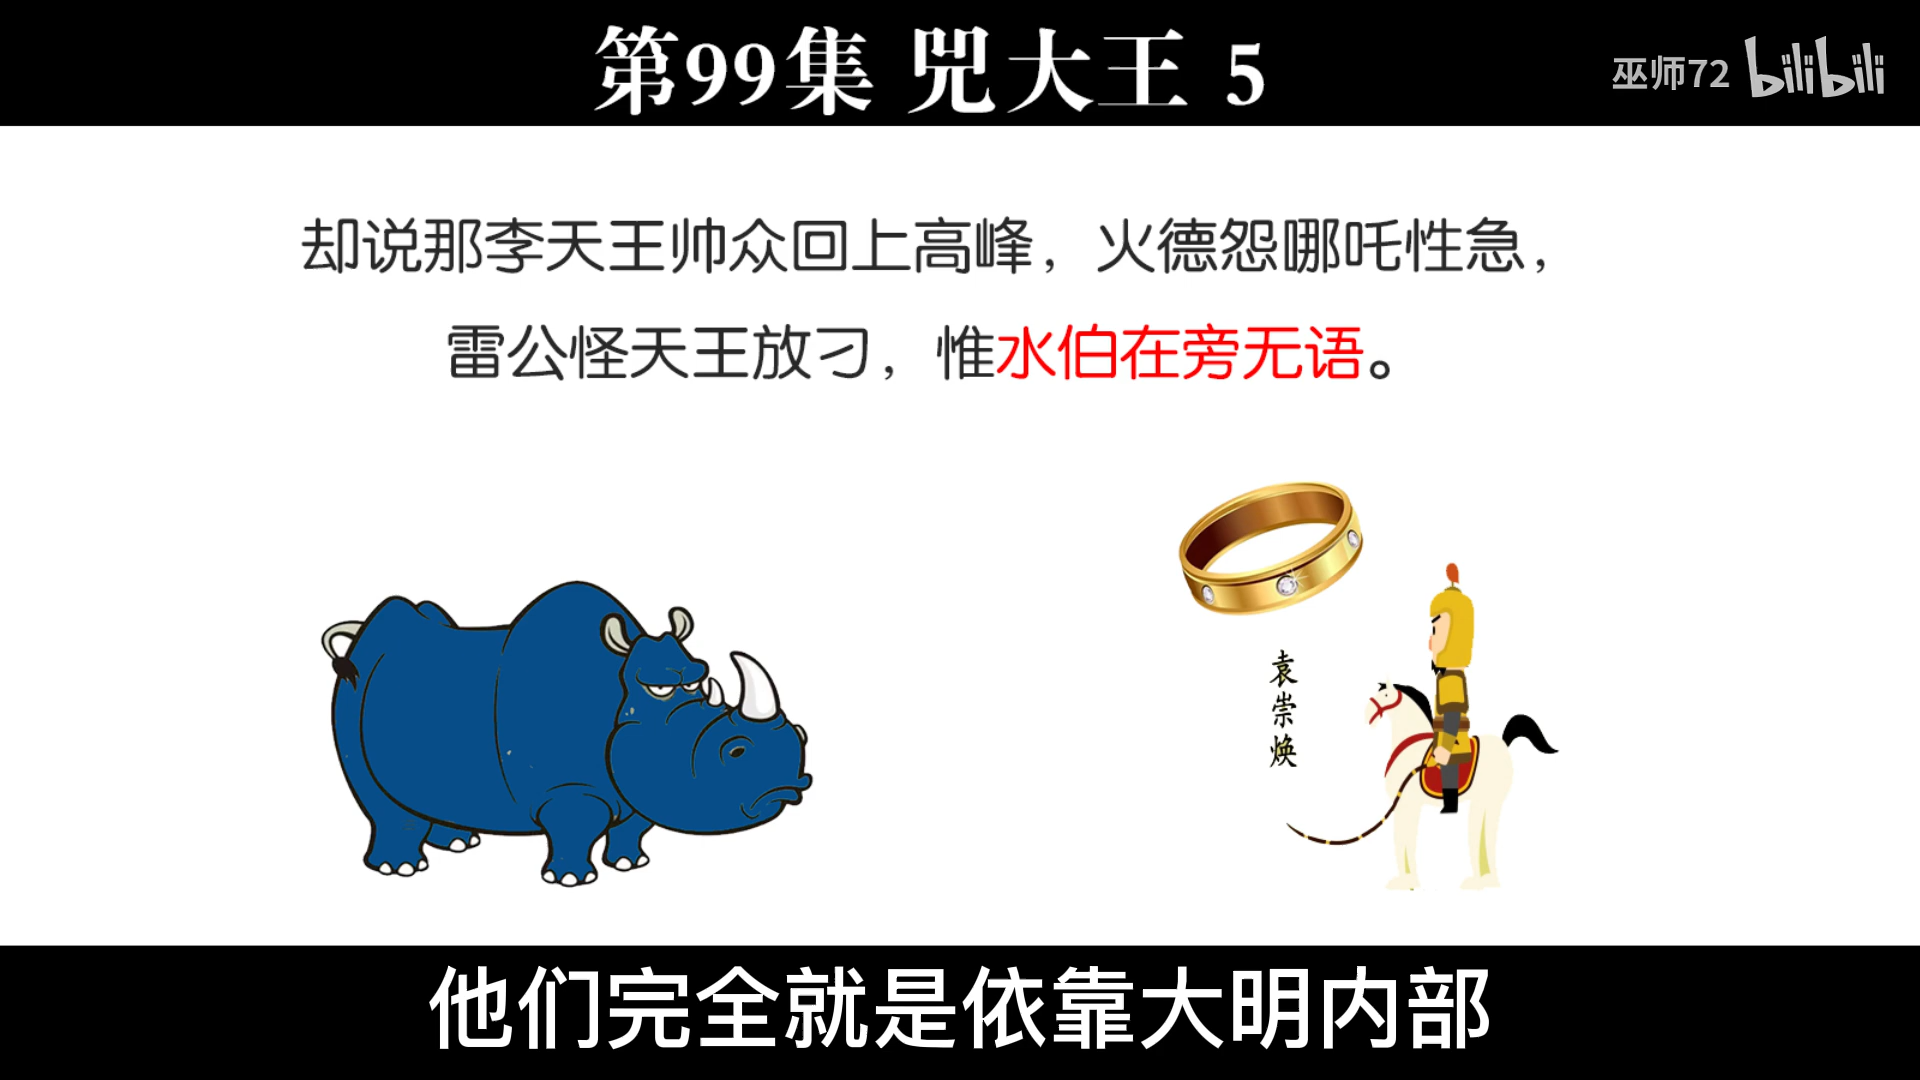 第99集 兕大王 5
巫师72 bilibili
却说那李天王帅众回上高峰，火德怨哪吒性急，
雷公怪天王放刁，惟水伯在旁无语。
袁崇焕
他们完全就是依靠大明内部